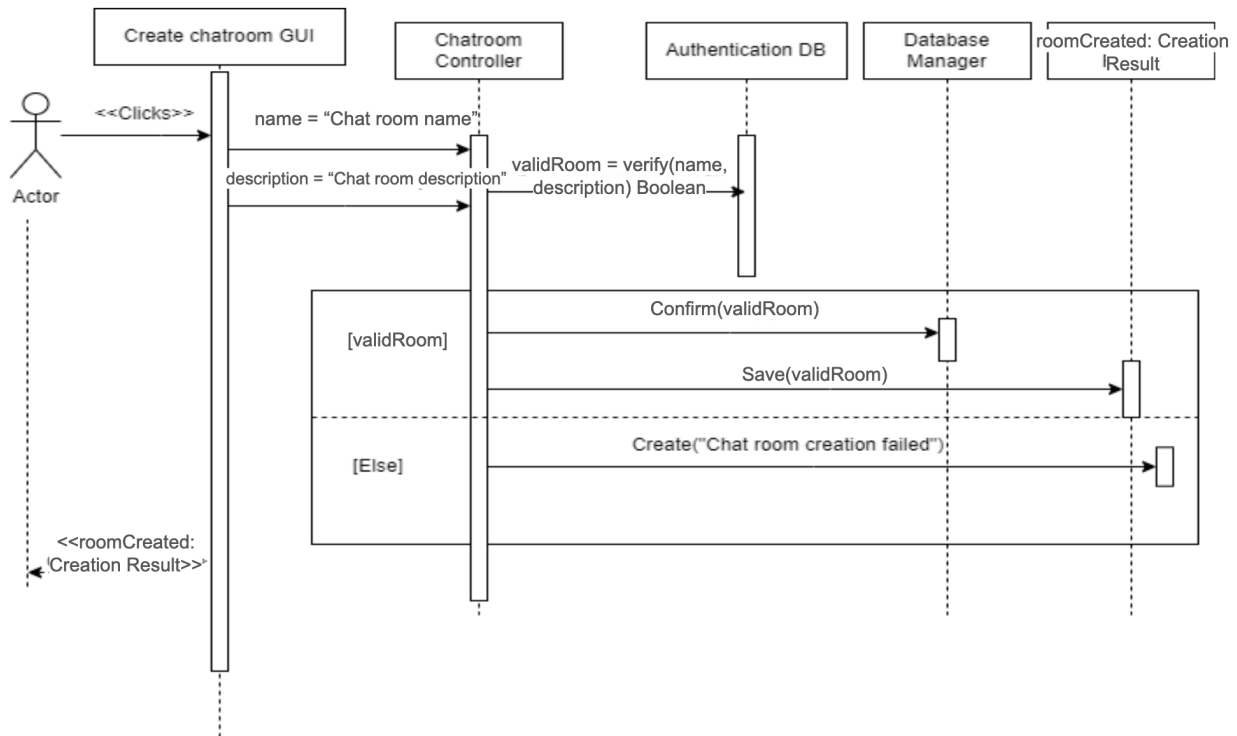 Create chatroom GUI
Chatroom
Controller
Authentication DB
Database
Manager
roomCreated: Creation
Result
<<Clicks>>
name = “Chat room name”
description = “Chat room description”
validRoom = verify(name,
description) Boolean
Actor
Confirm(validRoom)
[validRoom]
Save(validRoom)
Create("Chat room creation failed")
[Else]
<<roomCreated:
Creation Result>>